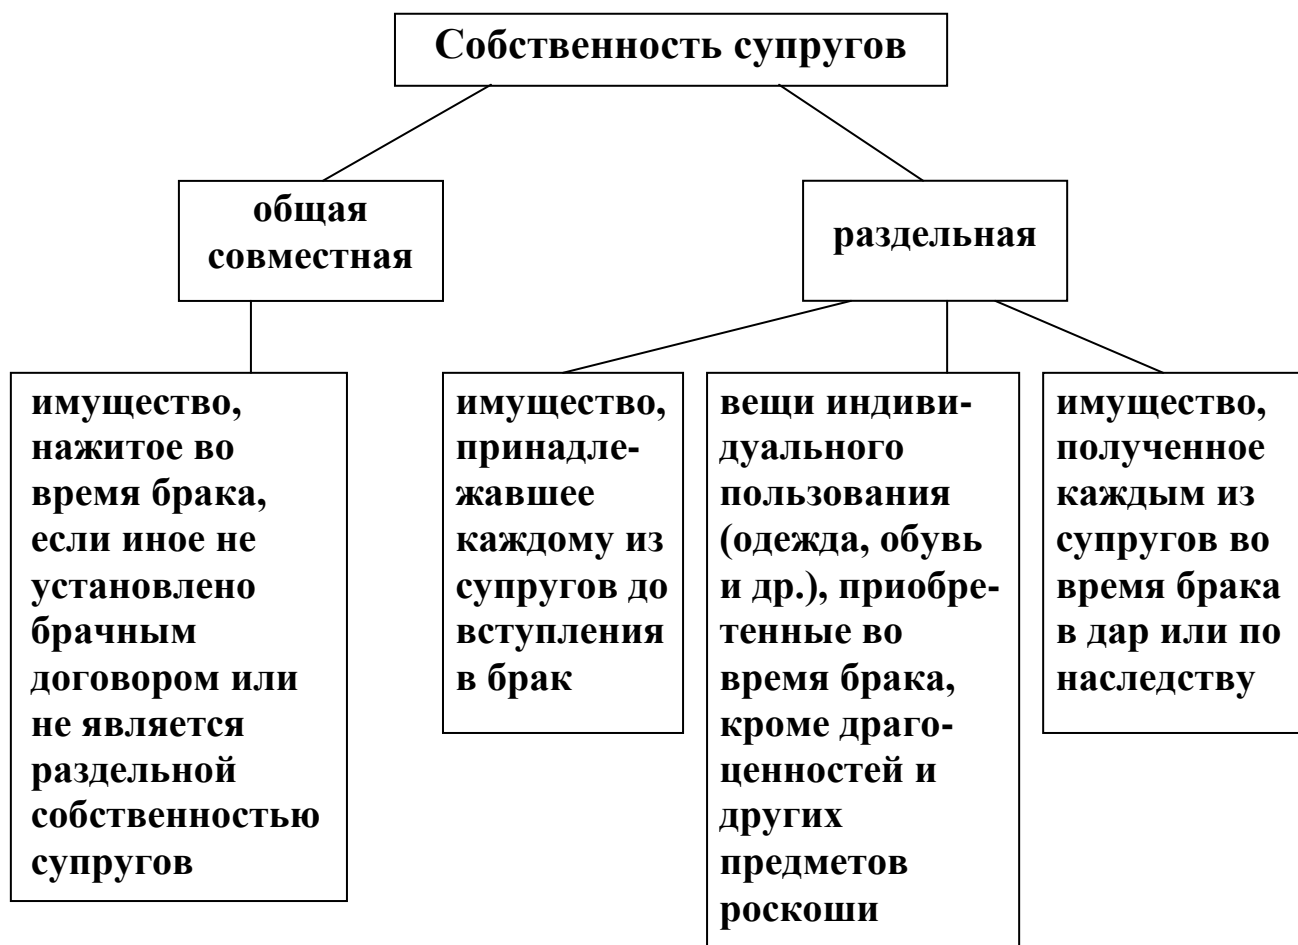 Собственность супругов
общая
совместная
раздельная
имущество,
нажитое во
время брака,
если иное не
установлено
брачным
договором или
не является
раздельной
собственностью
супругов
имущество,
принадле-
жавшее
каждому из
супругов до
вступления
в брак
вещи индиви-
дуального
пользования
(одежда, обувь
и др.), приобре-
тенные во
время брака,
кроме драго-
ценностей и
других
предметов
роскоши
имущество,
полученное
каждым из
супругов во
время брака
в дар или по
наследству